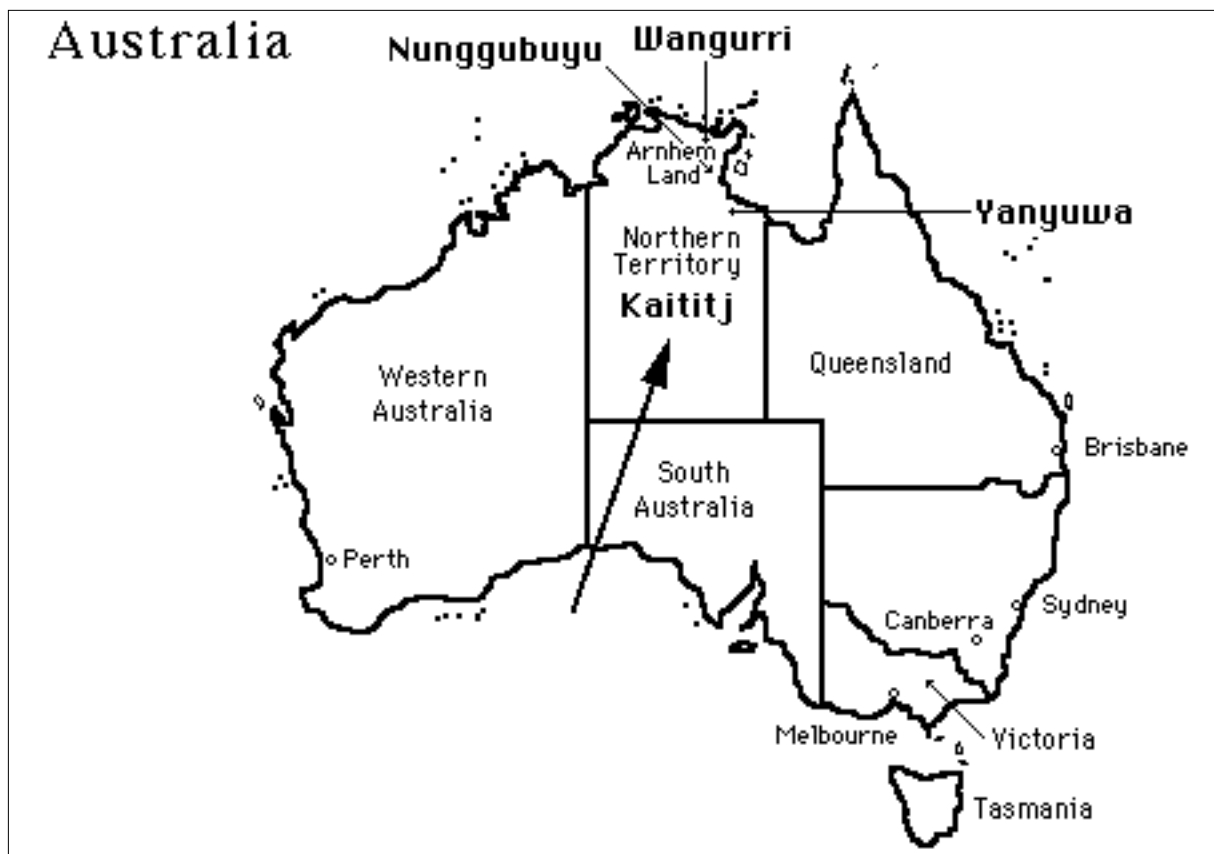 Australia
Wangurri
Nunggubuyu
Arnhem
Land
Yanyuwa
Northern
Territory
Kaititj
Western
Australia
Queensland
Brisbane
South
Australia
Perth
Canberra
Sydney
Melbourne
Victoria
Tasmania